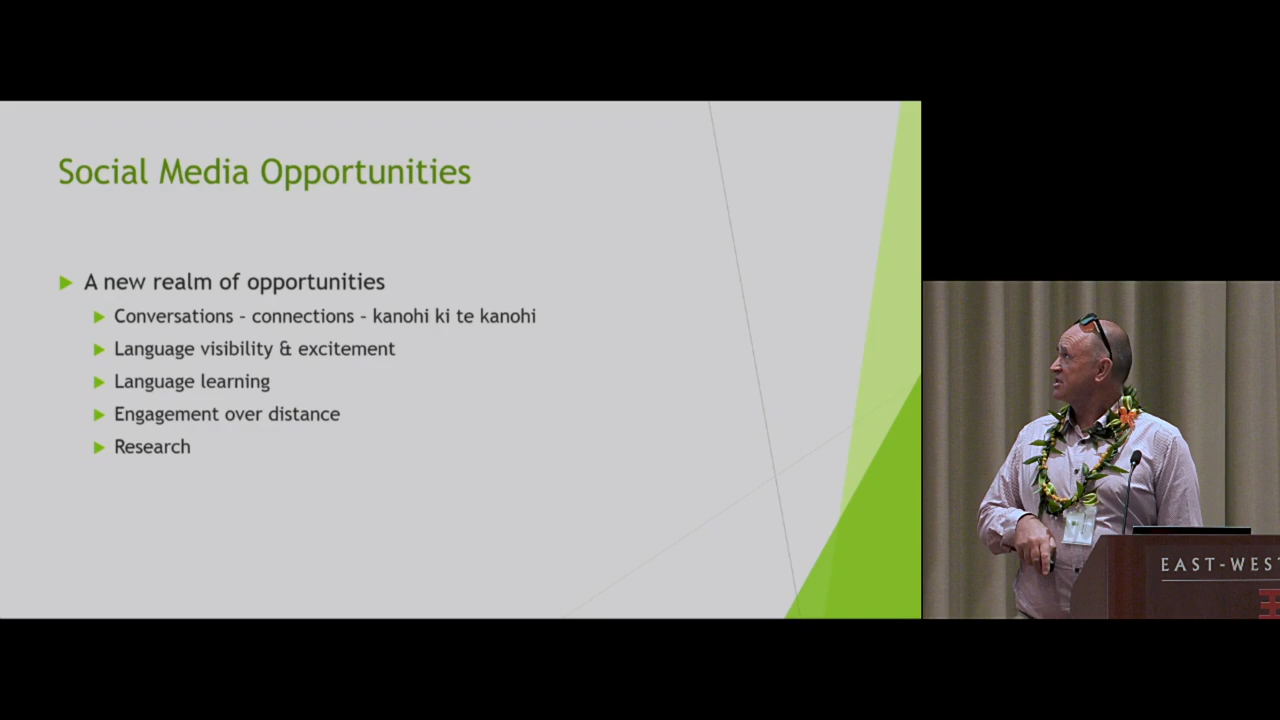 Social Media Opportunities
A new realm of opportunities
Conversations – connections – kanohi ki te kanohi
Language visibility & excitement
Language learning
Engagement over distance
Research
EAST-WEST